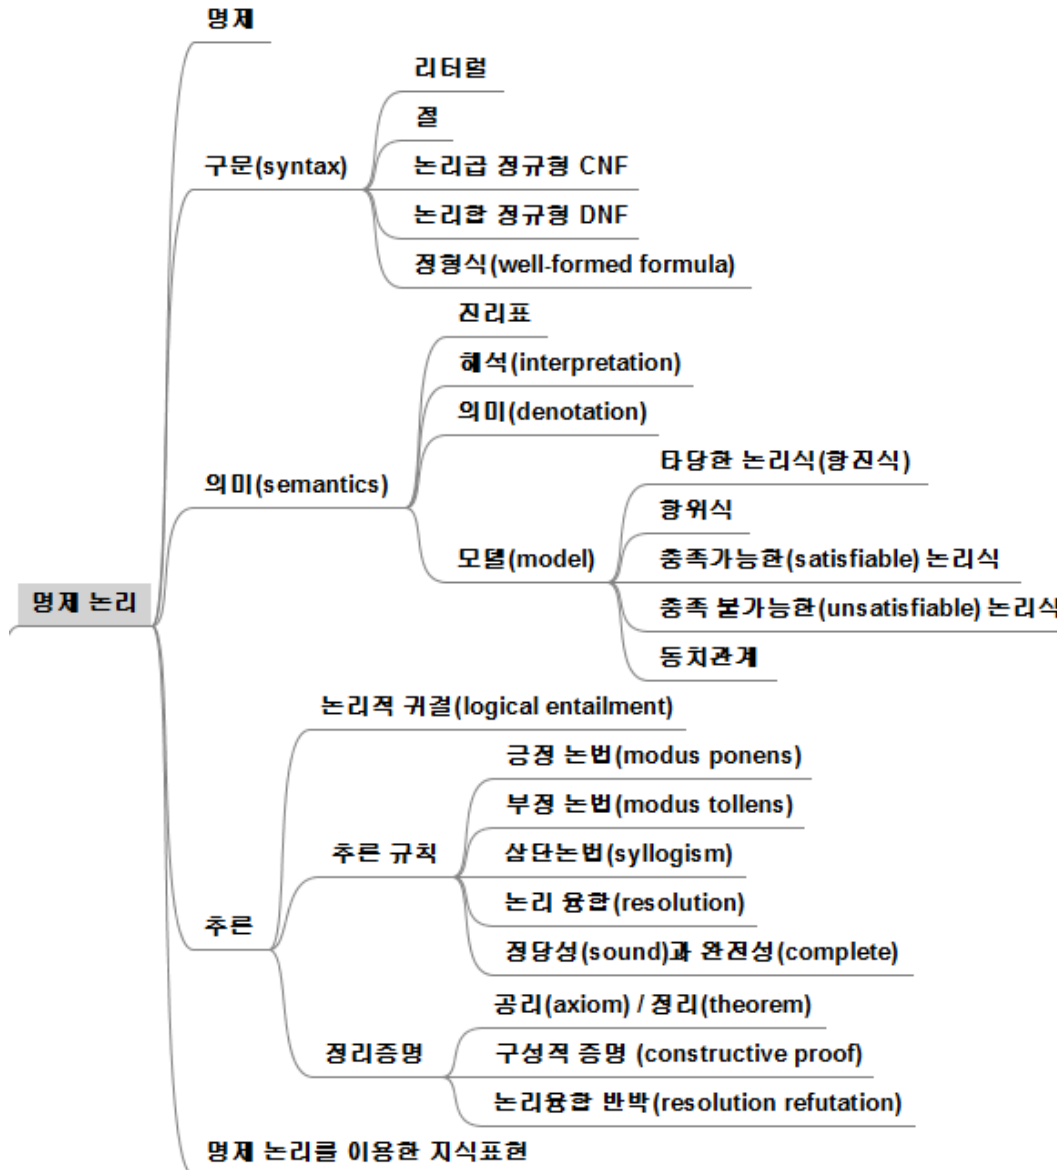 명제
리터럴
절
구문(syntax)
논리곱 정규형 CNF
논리합 정규형 DNF
정형식(well-formed formula)
진리표
해석(interpretation)
의미(denotation)
타당한 논리식(항진식)
의미(semantics)
항위식
모델(model)
충족가능한(satisfiable) 논리식
명제 논리
충족 불가능한(unsatisfiable) 논리식
동치관계
논리적 귀결(logical entailment)
긍정 논법(modus ponens)
부정 논법(modus tollens)
추론 규칙
삼단논법(syllogism)
논리 융합(resolution)
추론
정당성(sound)과 완전성(complete)
공리(axiom) / 정리(theorem)
정리증명
구성적 증명 (constructive proof)
논리융합 반박(resolution refutation)
명제 논리를 이용한 지식표현